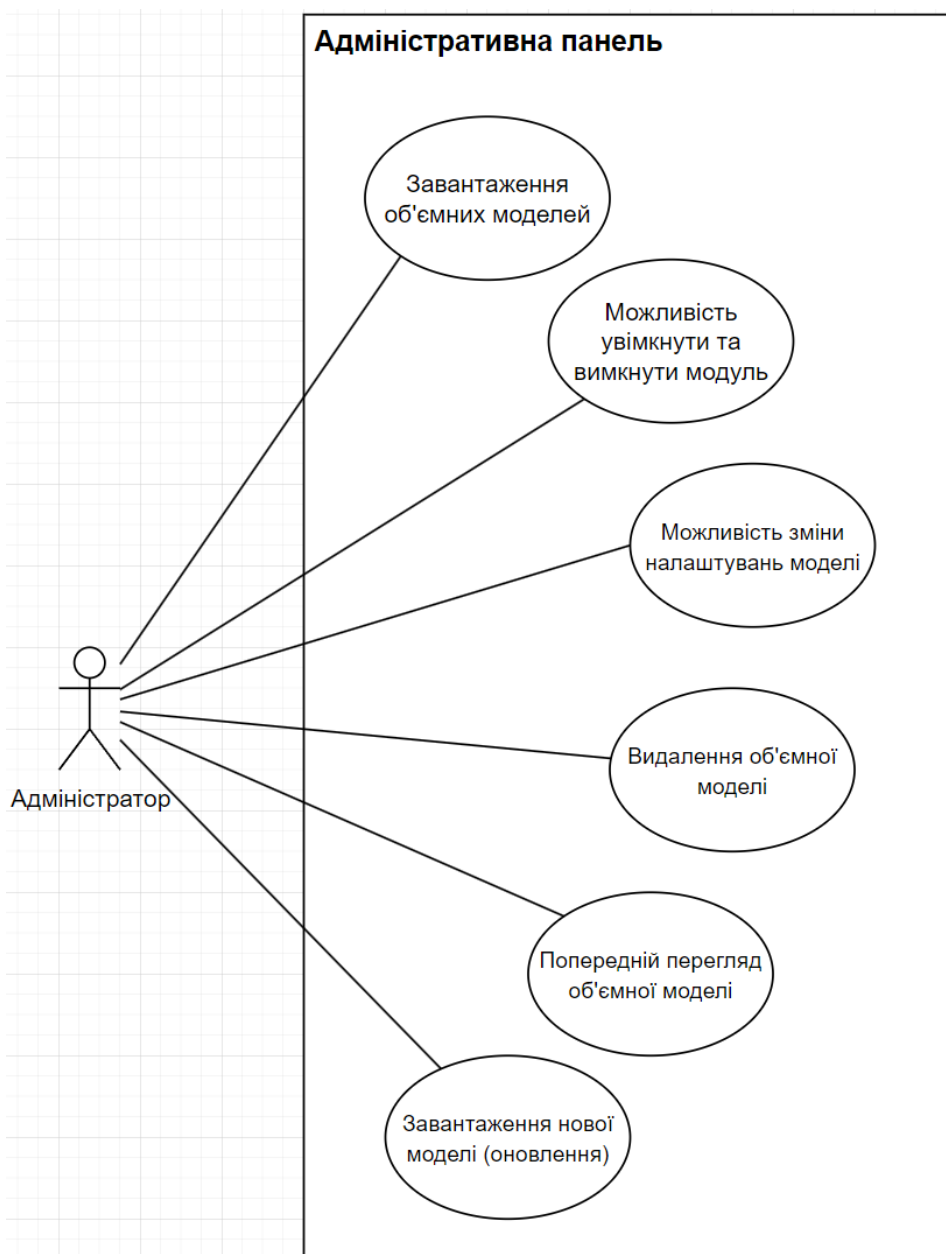 Адміністративна панель
Завантаження
об'ємних моделей
Можливість
увімкнути та
вимкнути модуль
Можливість зміни
налаштувань моделі
Видалення об'ємної
моделі
Адміністратор
Попередній перегляд
об'ємної моделі
Завантаження нової
моделі (оновлення)